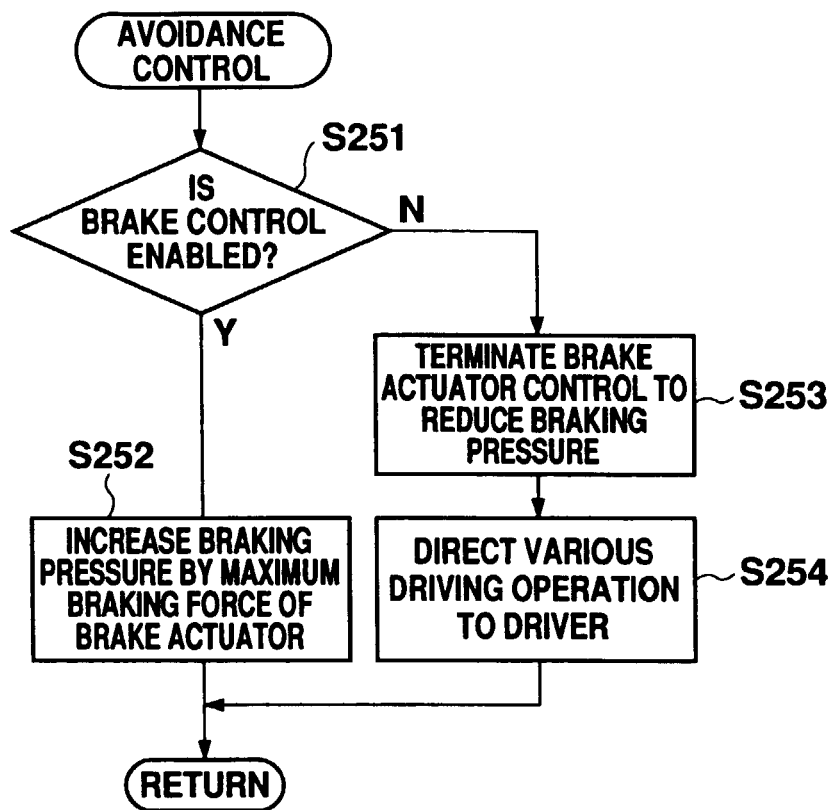 AVOIDANCE
CONTROL
S251
IS
BRAKE CONTROL
ENABLED?
N
Y
TERMINATE BRAKE
ACTUATOR CONTROL TO
REDUCE BRAKING
PRESSURE
S253
S252
INCREASE BRAKING
PRESSURE BY MAXIMUM
BRAKING FORCE OF
BRAKE ACTUATOR
DIRECT VARIOUS
DRIVING OPERATION
TO DRIVER
S254
RETURN